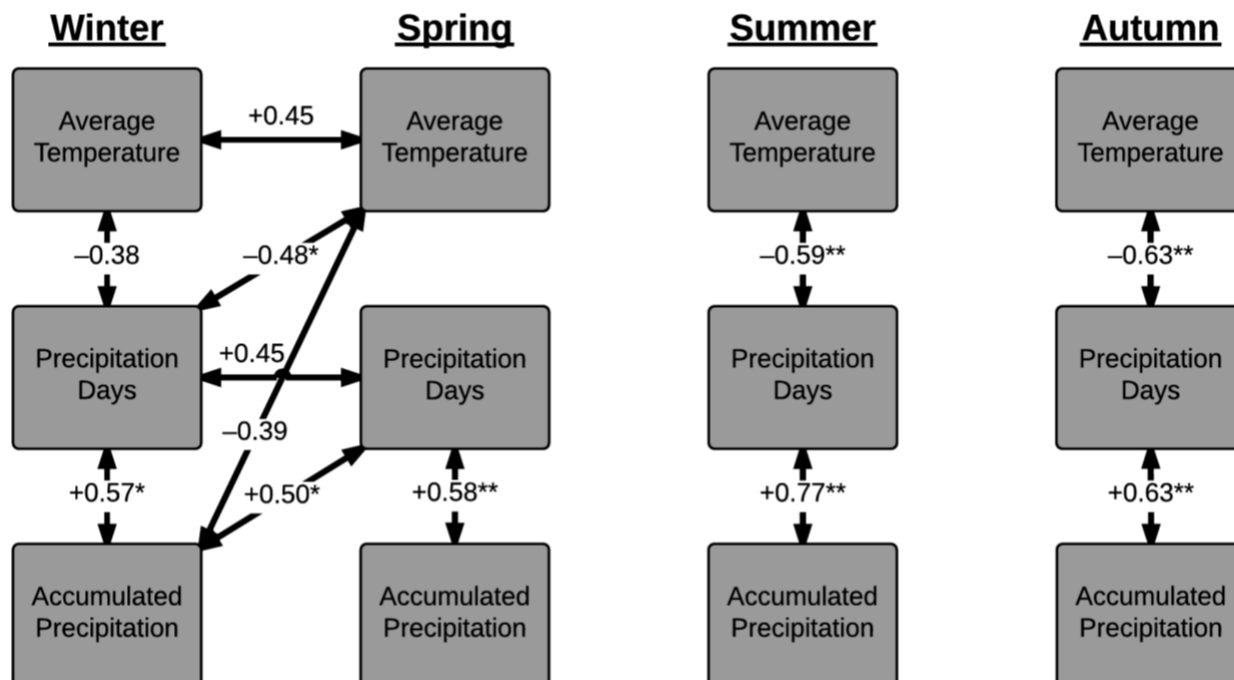 Winter
Spring
Summer
Autumn
Average
Temperature
+0.45
Average
Temperature
Average
Temperature
Average
Temperature
–0.38
–0.48*
–0.59**
–0.63**
Precipitation
Days
+0.45
Precipitation
Days
Precipitation
Days
Precipitation
Days
–0.39
+0.57*
+0.50*
+0.58**
+0.77**
+0.63**
Accumulated
Precipitation
Accumulated
Precipitation
Accumulated
Precipitation
Accumulated
Precipitation